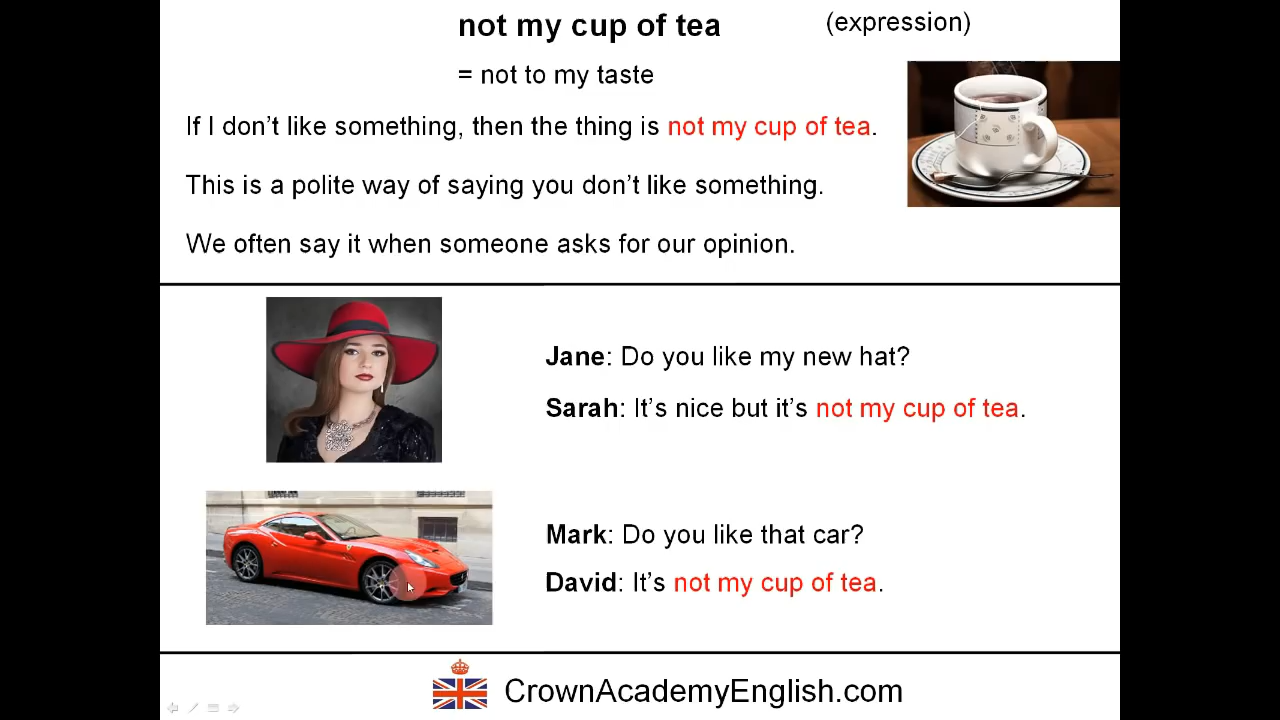 not my cup of tea (expression)
= not to my taste
If I don’t like something, then the thing is not my cup of tea.
This is a polite way of saying you don’t like something.
We often say it when someone asks for our opinion.
Jane: Do you like my new hat?
Sarah: It’s nice but it’s not my cup of tea.
Mark: Do you like that car?
David: It’s not my cup of tea.
CrownAcademyEnglish.com